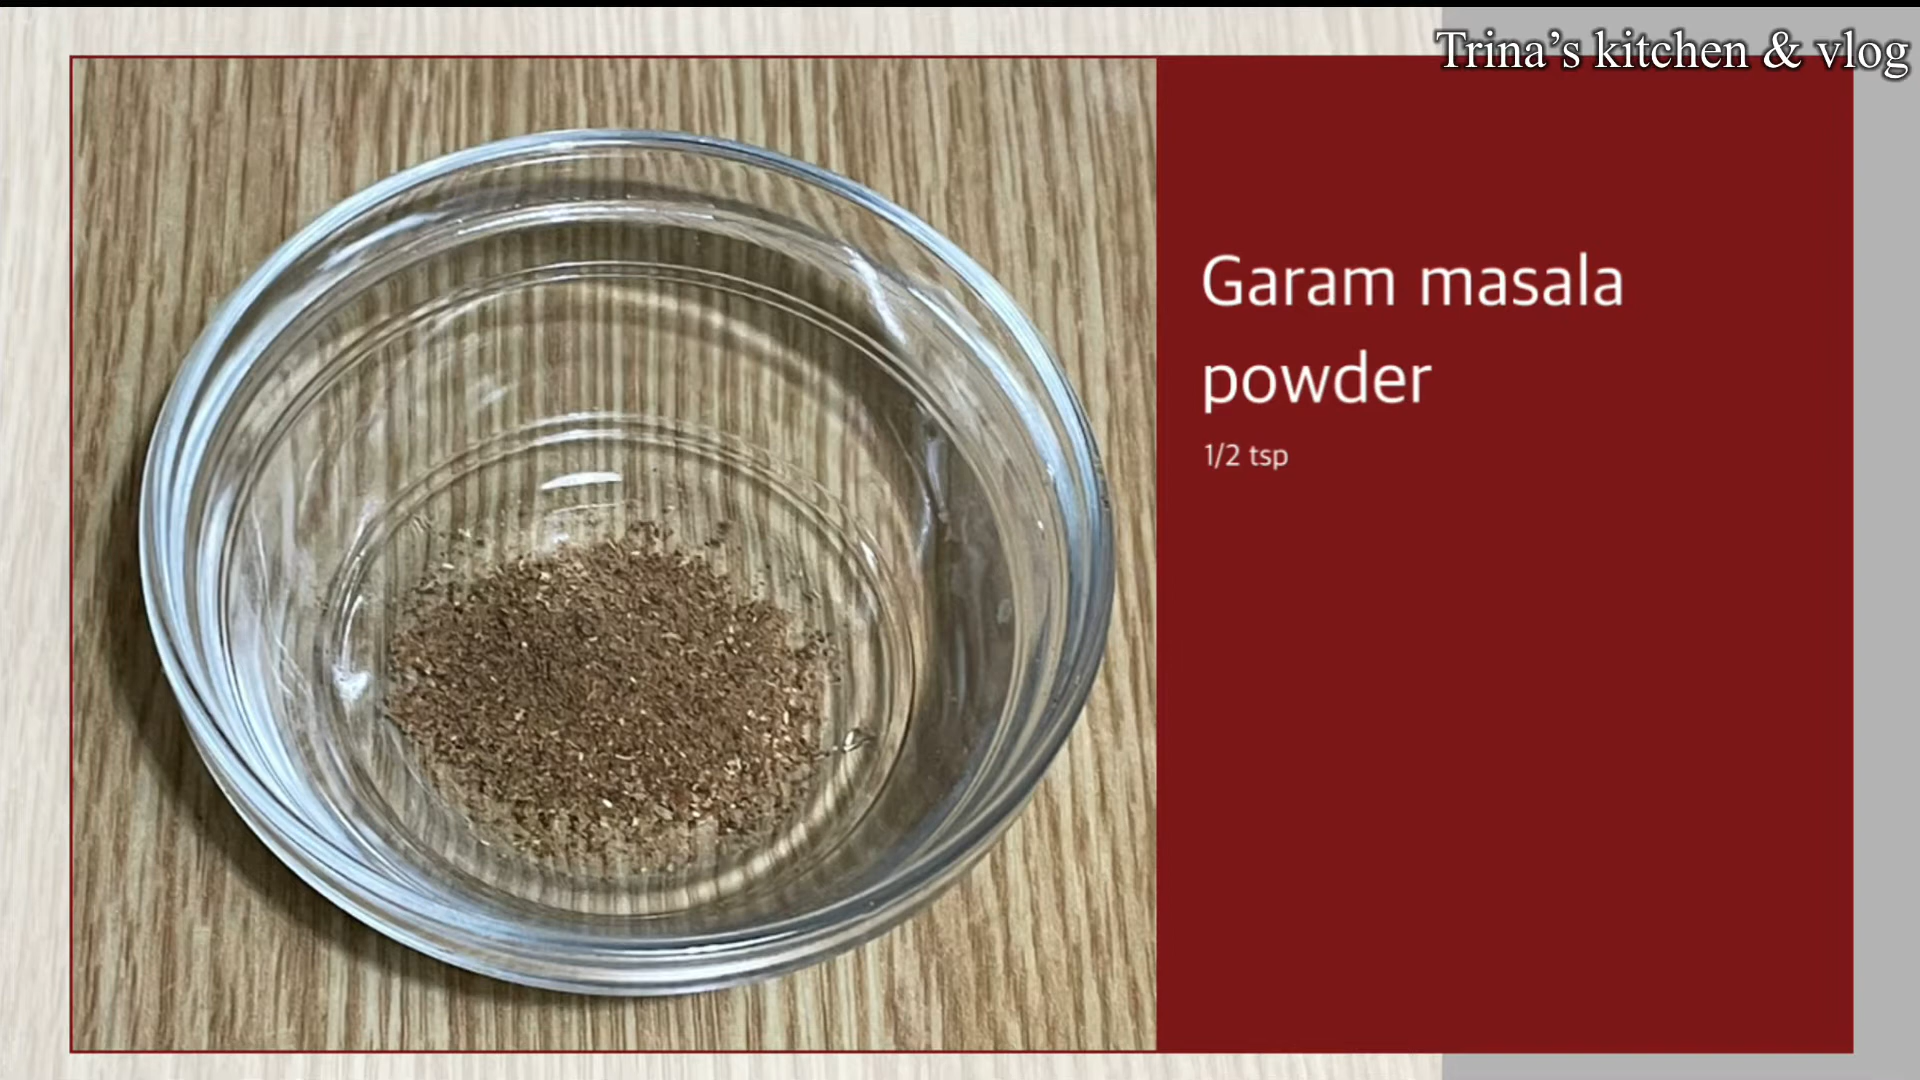 Trina’s kitchen & vlog
Garam masala
powder
1/2 tsp